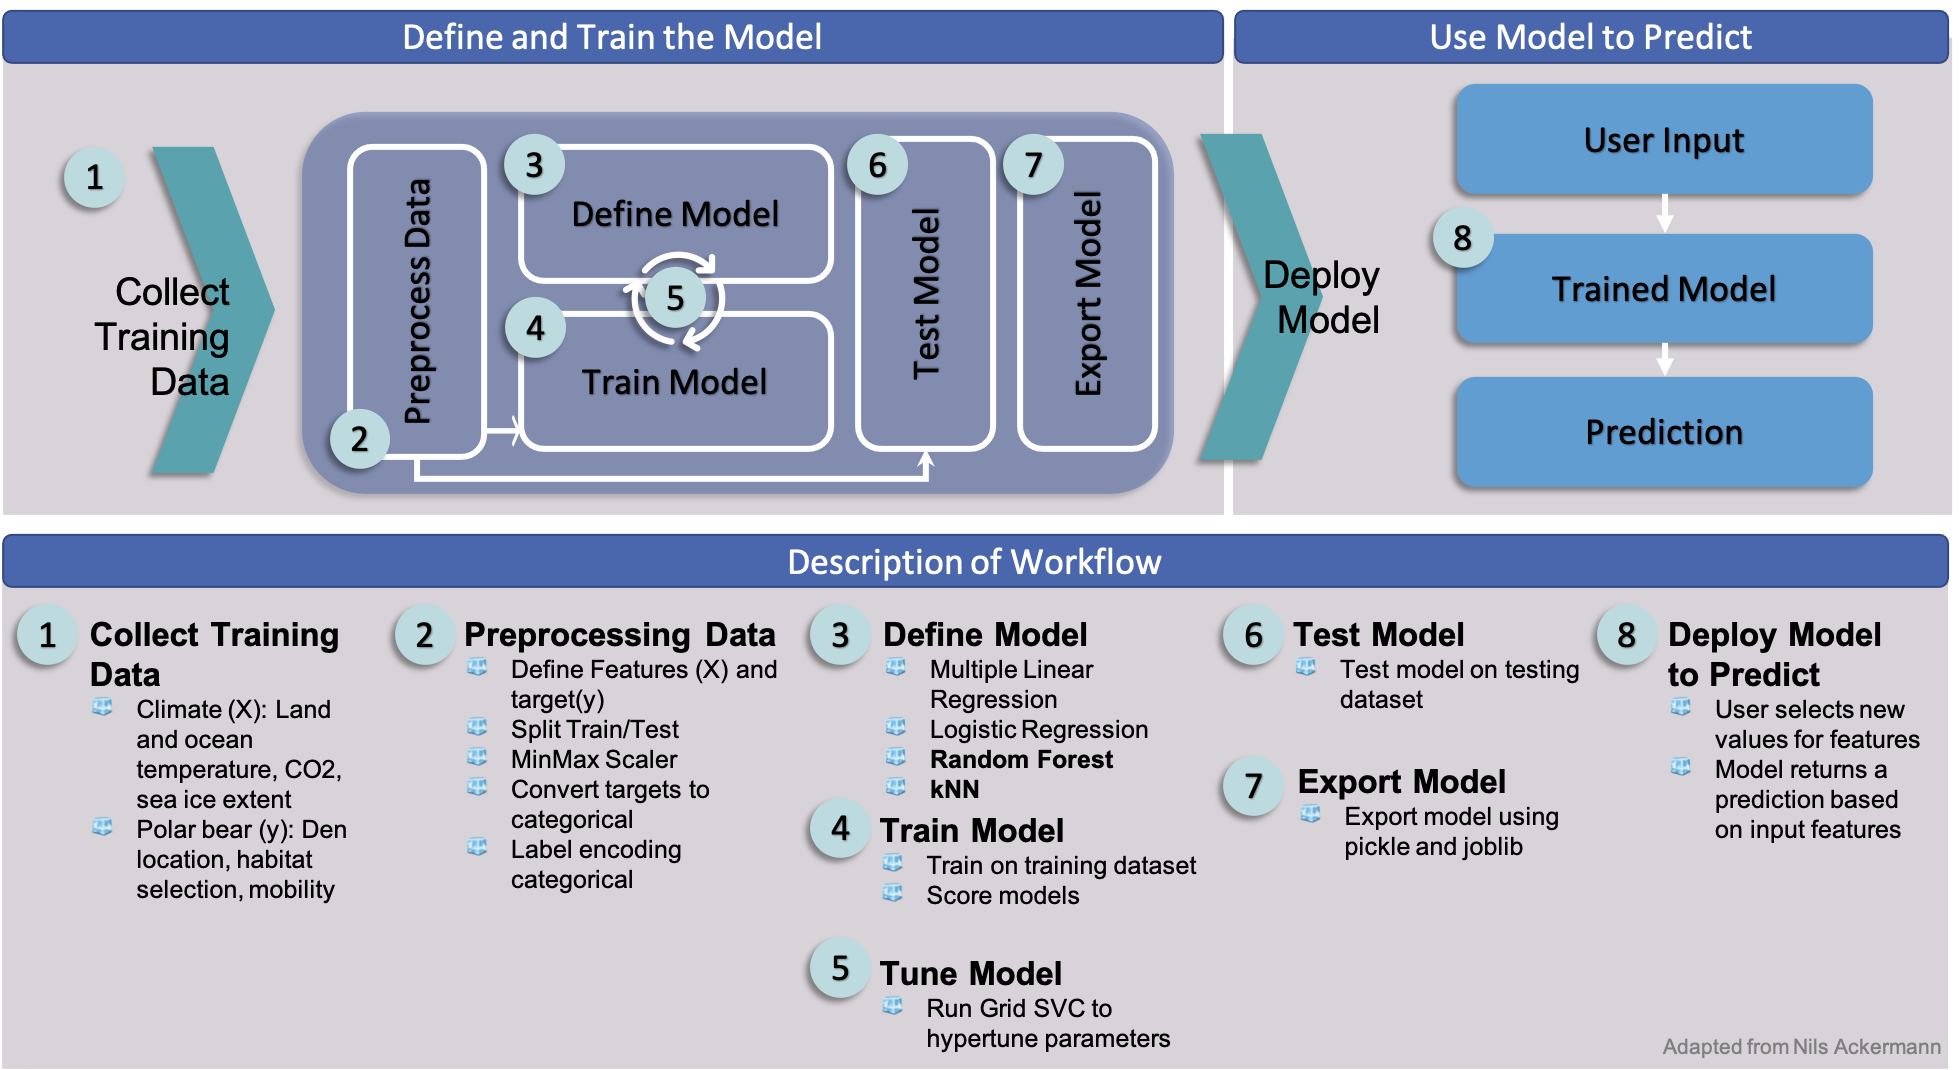 Define and Train the Model
Use Model to Predict
1
Collect
Training
Data
2
Preprocess Data
3
Define Model
5
4
Train Model
6
Test Model
7
Export Model
Deploy
Model
User Input
8
Trained Model
Prediction
Description of Workflow
1
Collect Training
Data
Climate (X): Land
and ocean
temperature, CO2,
sea ice extent
Polar bear (y): Den
location, habitat
selection, mobility
2
Preprocessing Data
Define Features (X) and
target(y)
Split Train/Test
MinMax Scaler
Convert targets to
categorical
Label encoding
categorical
3
Define Model
Multiple Linear
Regression
Logistic Regression
Random Forest
kNN
4
Train Model
Train on training dataset
Score models
5
Tune Model
Run Grid SVC to
hypertune parameters
6
Test Model
Test model on testing
dataset
7
Export Model
Export model using
pickle and joblib
8
Deploy Model
to Predict
User selects new
values for features
Model returns a
prediction based
on input features
Adapted from Nils Ackermann